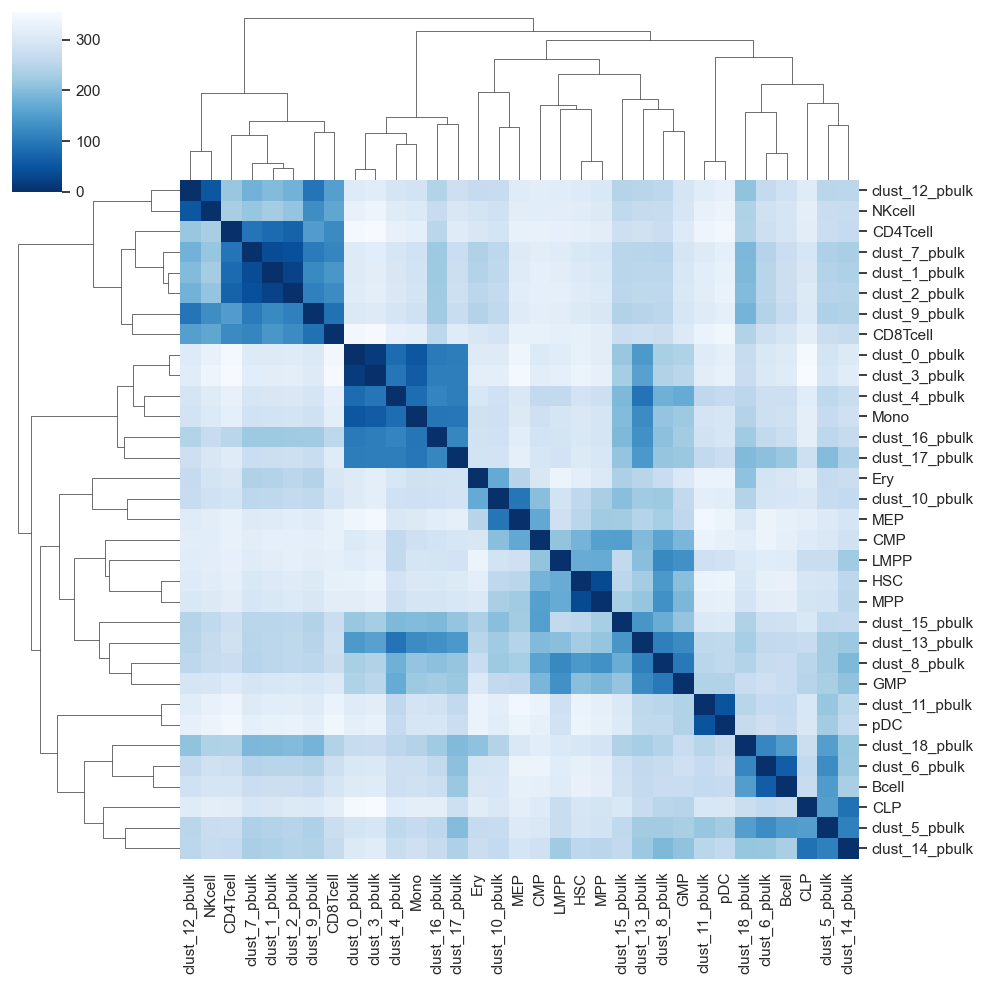 300
200
100
0
clust_12_pbulk
NKcell
CD4Tcell
clust_7_pbulk
clust_1_pbulk
clust_2_pbulk
clust_9_pbulk
CD8Tcell
clust_0_pbulk
clust_3_pbulk
clust_4_pbulk
Mono
clust_16_pbulk
clust_17_pbulk
Ery
clust_10_pbulk
MEP
CMP
LMPP
HSC
MPP
clust_15_pbulk
clust_13_pbulk
clust_8_pbulk
GMP
clust_11_pbulk
pDC
clust_18_pbulk
clust_6_pbulk
Bcell
CLP
clust_5_pbulk
clust_14_pbulk
clust_12_pbulk
NKcell
CD4Tcell
clust_7_pbulk
clust_1_pbulk
clust_2_pbulk
clust_9_pbulk
CD8Tcell
clust_0_pbulk
clust_3_pbulk
clust_4_pbulk
Mono
clust_16_pbulk
clust_17_pbulk
Ery
clust_10_pbulk
MEP
CMP
LMPP
HSC
MPP
clust_15_pbulk
clust_13_pbulk
clust_8_pbulk
GMP
clust_11_pbulk
pDC
clust_18_pbulk
clust_6_pbulk
Bcell
CLP
clust_5_pbulk
clust_14_pbulk